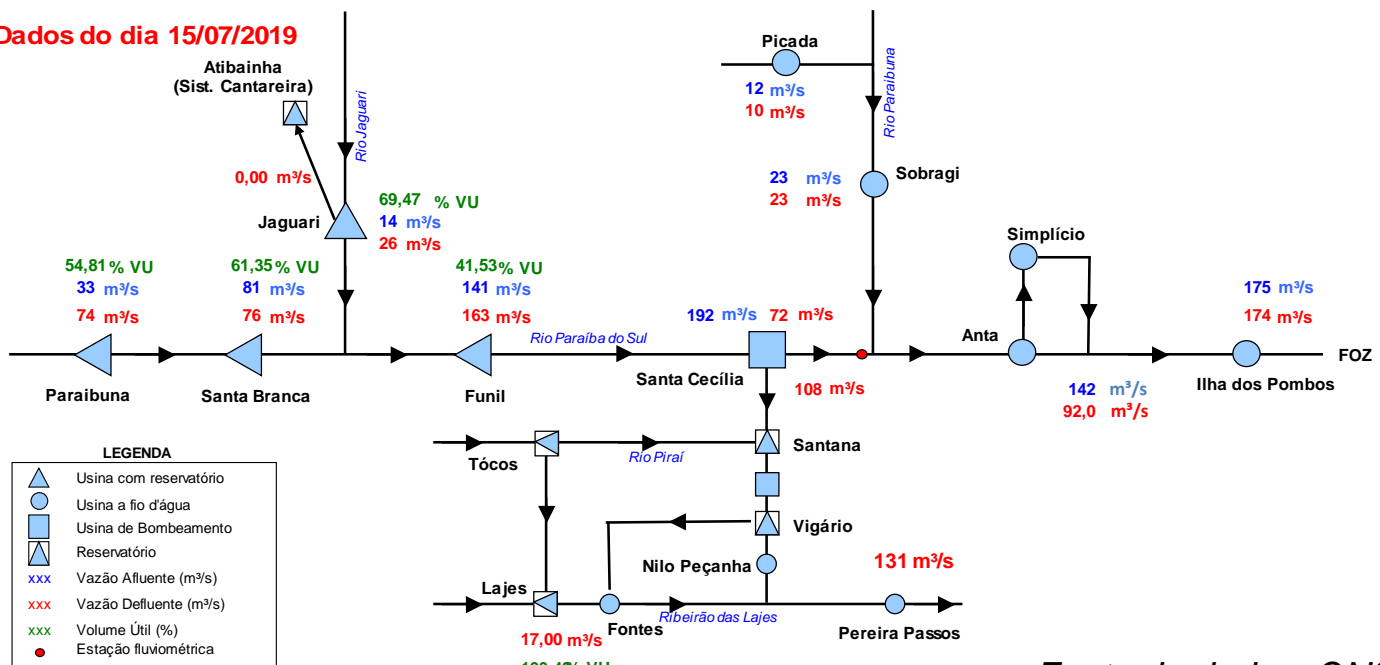 Dados do dia 15/07/2019
Atibainha
(Sist. Cantareira)
Rio Jaguari
0,00 m³/s
Jaguari
69,47 % VU
14 m³/s
26 m³/s
Picada
12 m³/s
10 m³/s
Rio Paraibuna
23 m³/s
23 m³/s
Sobragi
54,81% VU
33 m³/s
74 m³/s
Paraibuna
61,35% VU
81 m³/s
76 m³/s
Santa Branca
41,53% VU
141 m³/s
163 m³/s
Funil
Rio Paraíba do Sul
192 m³/s 72 m³/s
Santa Cecília
108 m³/s
Simplício
Anta
142 m³/s
92,0 m³/s
175 m³/s
174 m³/s
Ilha dos Pombos
FOZ
Tócos
Rio Piraí
Santana
Vigário
Nilo Peçanha
131 m³/s
Lajes
Fontes
Ribeirão das Lajes
Pereira Passos
17,00 m³/s
LEGENDA
Usina com reservatório
Usina a fio d'água
Usina de Bombeamento
Reservatório
xxx Vazão Afluente (m³/s)
xxx Vazão Defluente (m³/s)
xxx Volume Útil (%)
Estação fluviométrica